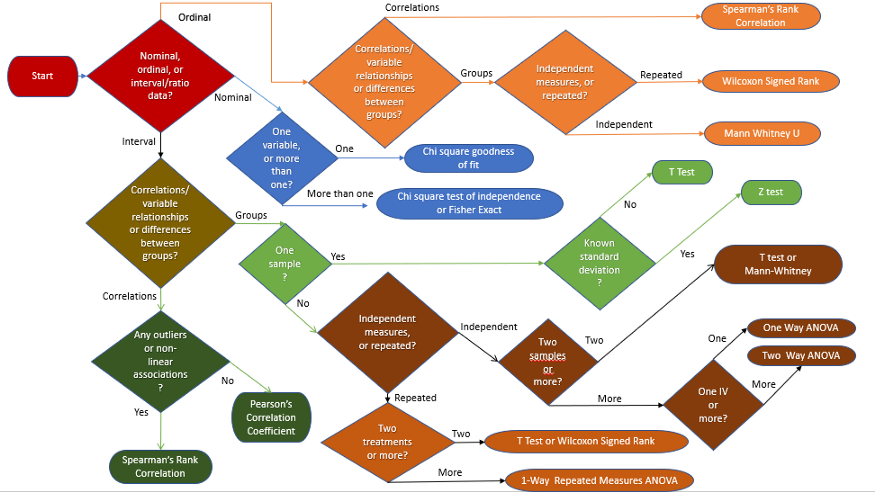 Start
Nominal,
ordinal, or
interval/ratio
data?
Ordinal
Nominal
Interval
Correlations/
variable
relationships
or differences
between
groups?
Correlations
Groups
Spearman's Rank
Correlation
Independent
measures, or
repeated?
Repeated
Independent
Wilcoxon Signed Rank
Mann Whitney U
One
variable,
or more
than
one?
One
More than one
Chi square goodness
of fit
Chi square test of independence
or Fisher Exact
Correlations/
variable
relationships
or differences
between
groups?
Groups
Correlations
One
sample
?
Yes
No
Known
standard
deviation
?
No
Yes
T Test
Z test
Any outliers
or non-
linear
associations
?
No
Yes
Pearson's
Correlation
Coefficient
Spearman's Rank
Correlation
Independent
measures,
or repeated?
Independent
Repeated
Two
samples
or
more?
Two
More
T test or
Mann-Whitney
One IV
or
more?
One
More
One Way ANOVA
Two  Way ANOVA
Two
treatments
or more?
Two
More
T Test or Wilcoxon Signed Rank
1-Way  Repeated Measures ANOVA